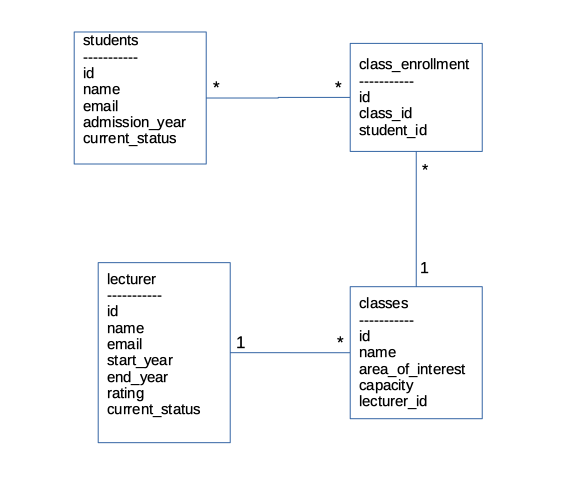 students
-----------
id
name
email
admission_year
current_status
* *
class_enrollment
-----------
id
class_id
student_id
*
1
lecturer
-----------
id
name
email
start_year
end_year
rating
current_status
1 *
classes
-----------
id
name
area_of_interest
capacity
lecturer_id